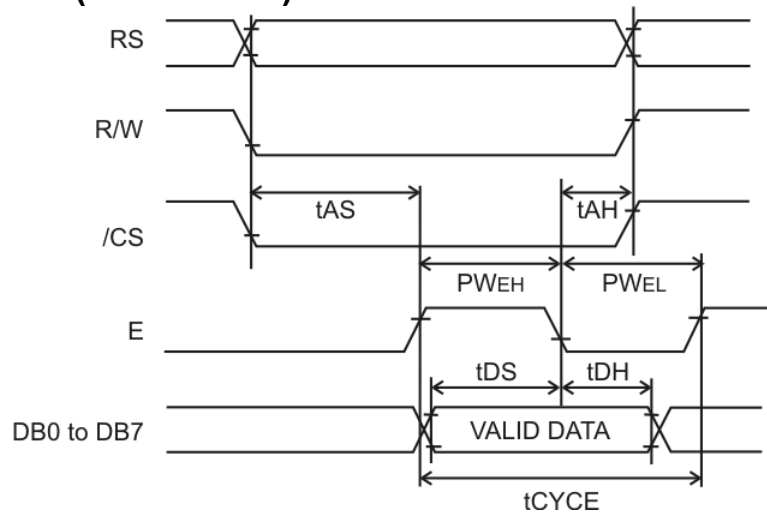 RS
R/W
tAS
tAH
/CS
PWEH
PWEL
E
tDS
tDH
DB0 to DB7
VALID DATA
tCYCE